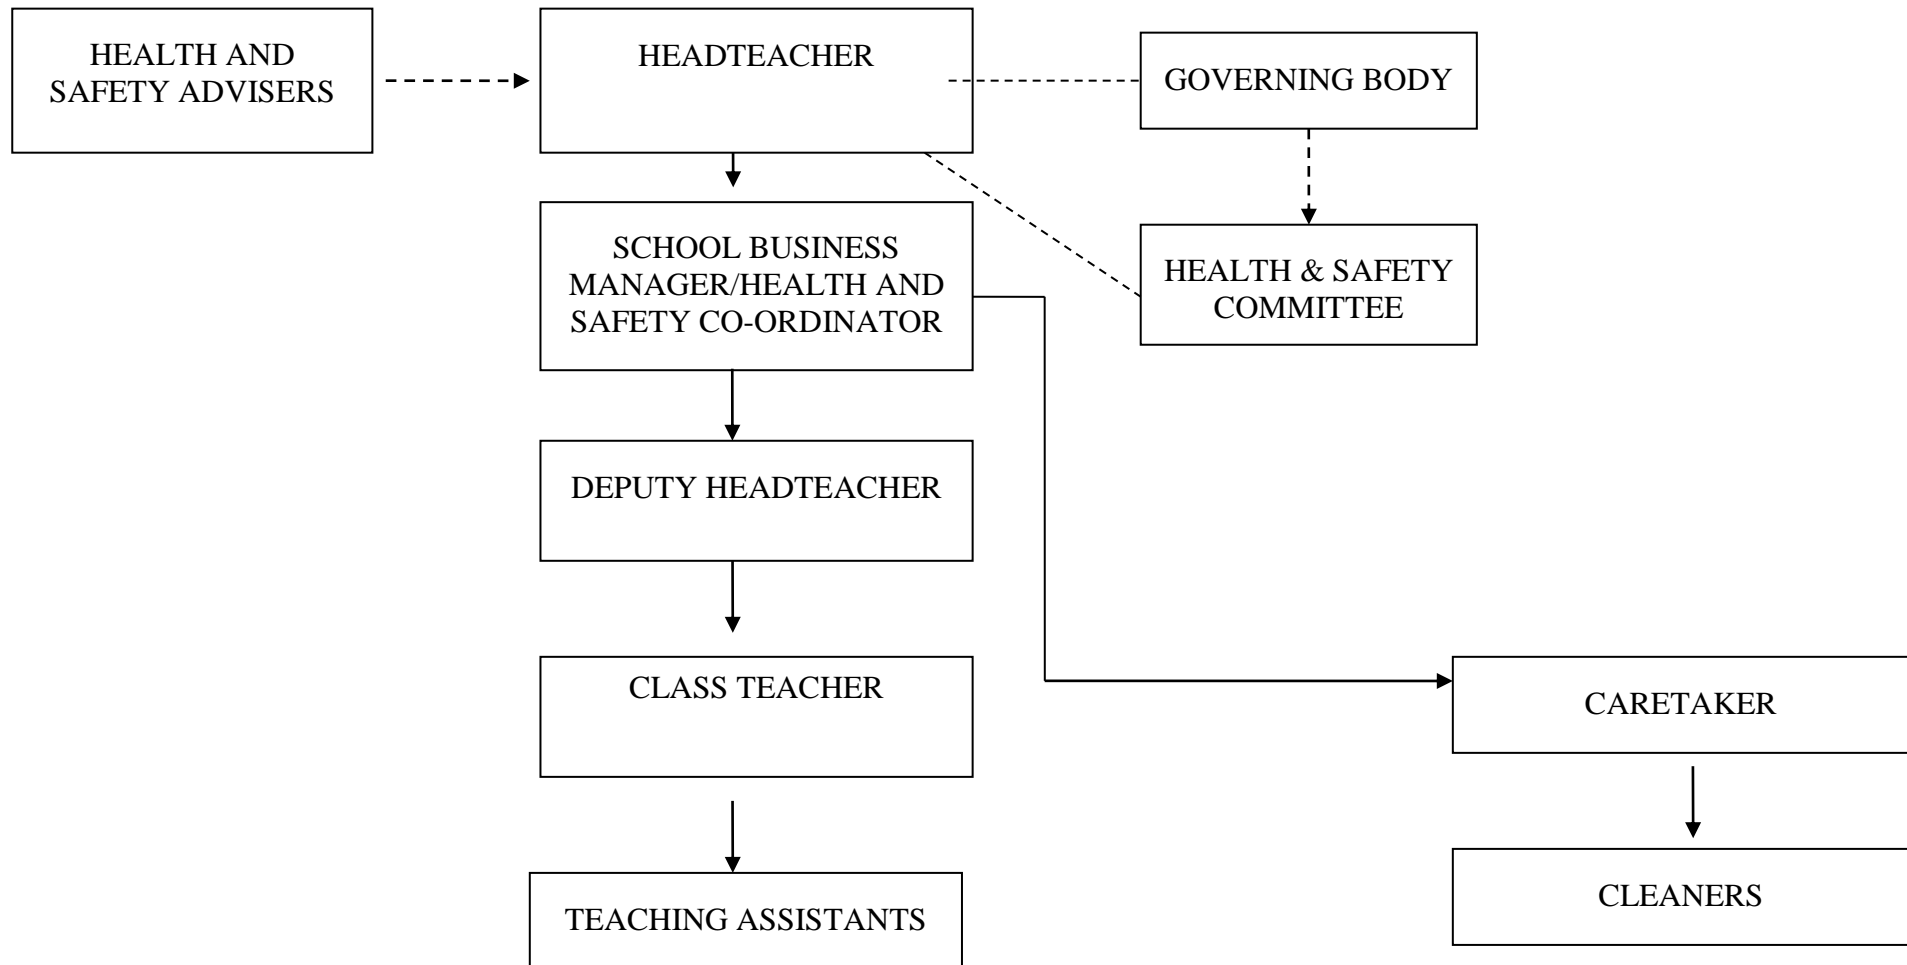 HEALTH AND
SAFETY ADVISERS
HEADTEACHER
GOVERNING BODY
SCHOOL BUSINESS
MANAGER/HEALTH AND
SAFETY CO-ORDINATOR
HEALTH & SAFETY
COMMITTEE
DEPUTY HEADTEACHER
CLASS TEACHER
CARETAKER
TEACHING ASSISTANTS
CLEANERS